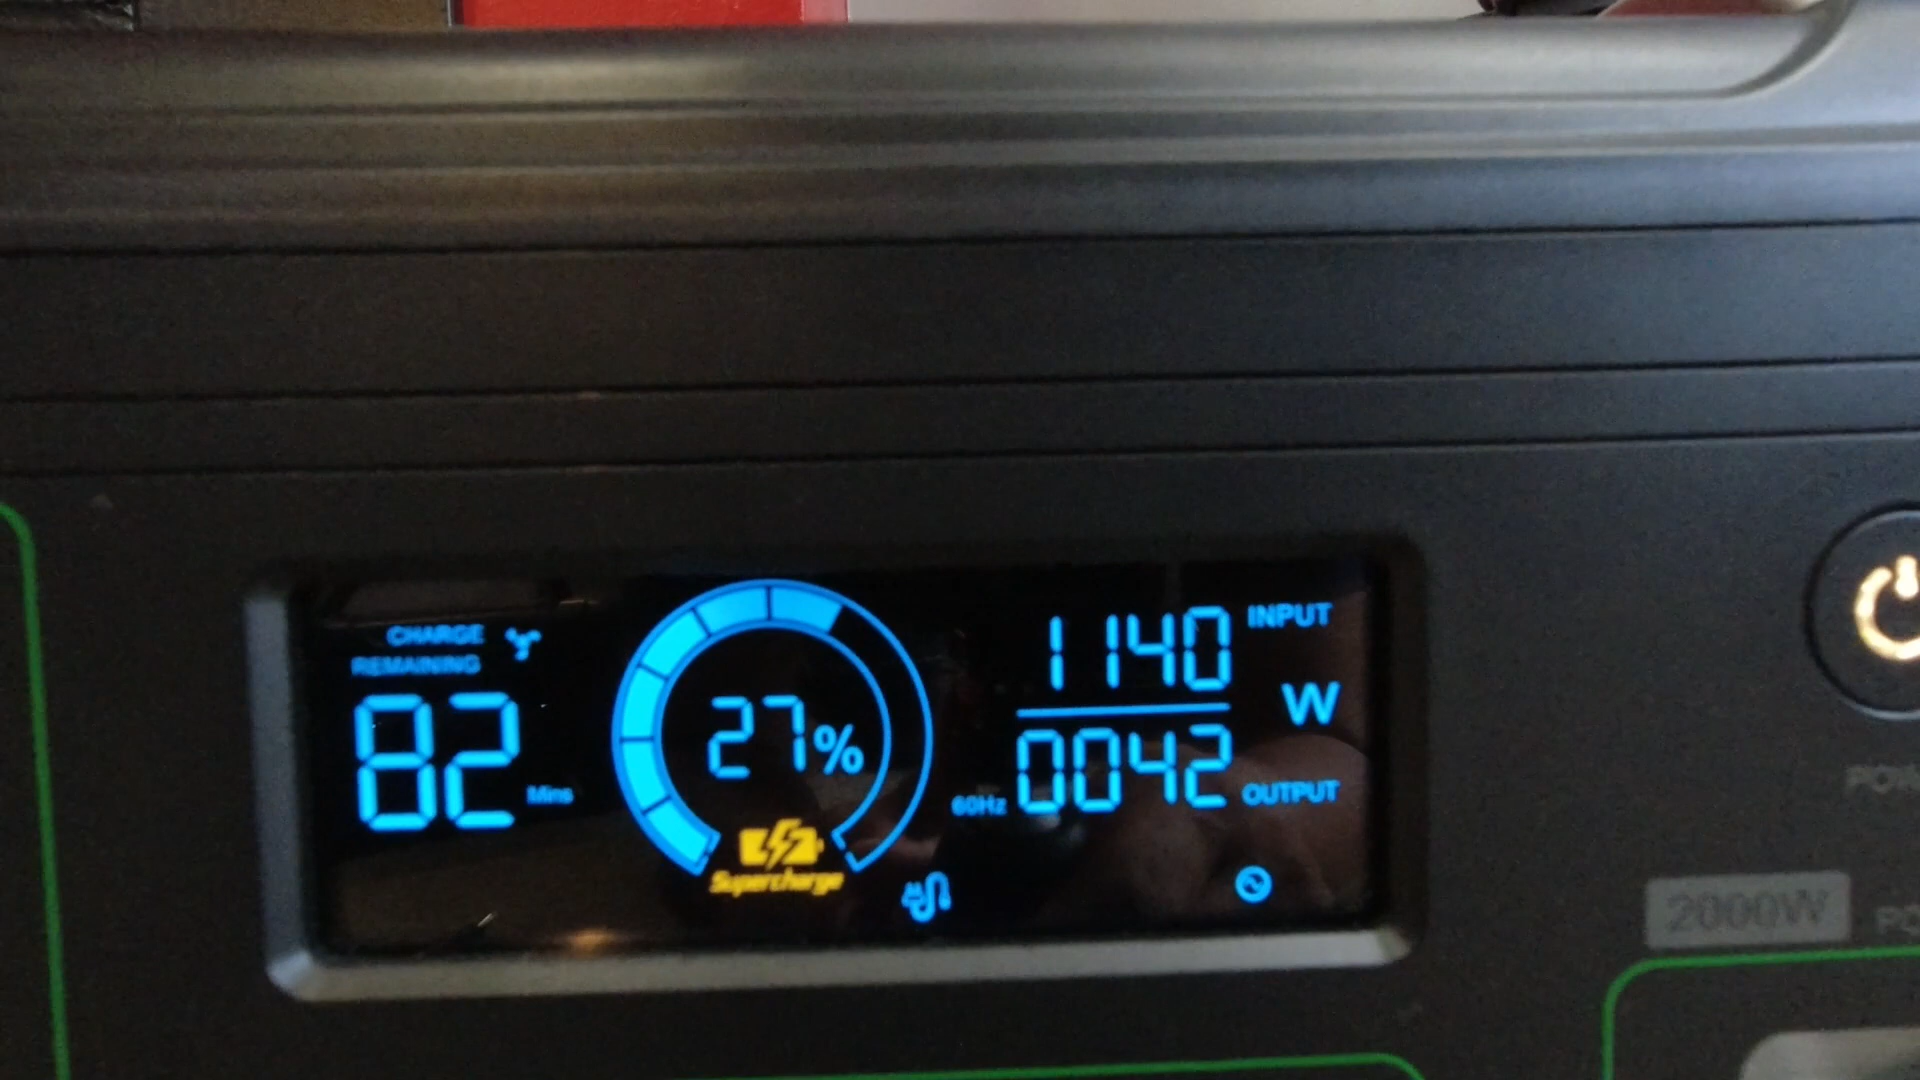 CHARGE
REMAINING
82 Mins
27%
Supercharge
1140 INPUT
W
60Hz 0042 OUTPUT
2000W